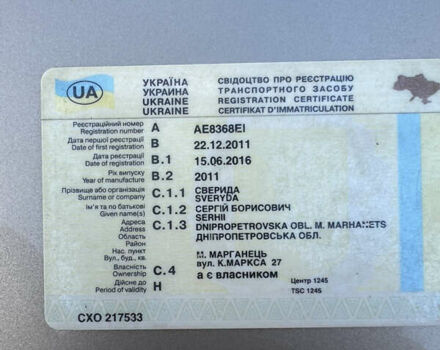 UA
УКРАЇНА
УКРАИНА
UKRAINE
UKRAINE
СВІДОЦТВО ПРО РЕЄСТРАЦІЮ
ТРАНСПОРТНОГО ЗАСОБУ
REGISTRATION CERTIFICATE
CERTIFIKAT D'IMMATRICULATION
Реєстраційний номер
Registration number A AE8368EI
Дата першої реєстрації
Date of first registration B 22.12.2011
Дата реєстрації
Date of registration B.1 15.06.2016
Рік випуску
Year of manufacture B.2 2011
Прізвище або організація
Surname or company C.1.1 СВЕРИДА
SVERYDA
Ім'я та по батькові
Given name(s) C.1.2 СЕРГІЙ БОРИСОВИЧ
SERHII
Адреса
Address C.1.3 DNIPROPETROVSKA OBL. M. MARHANETS
Область ДНІПРОПЕТРОВСЬКА ОБЛ.
Район
Нас. пункт М. МАРГАНЕЦЬ
Вул., буд., кв. вул. К.МАРКСА 27
Власність
Ownership C.4 а є власником
Дійсне до
Period of validity H
Центр 1245
TSC 1245
СХО 217533